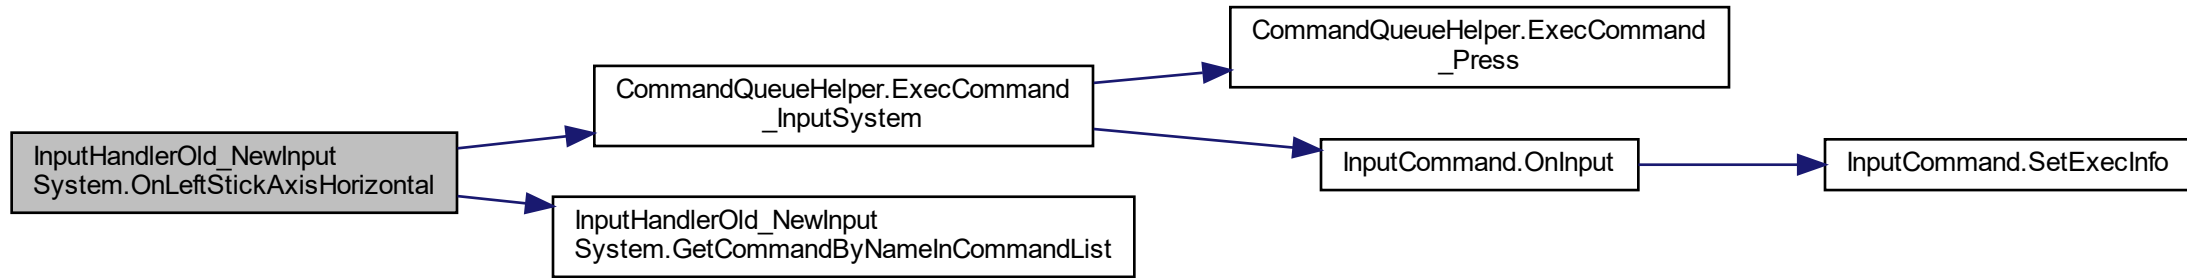 InputHandlerOld_NewInput
System.OnLeftStickAxisHorizontal
CommandQueueHelper.ExecCommand
_InputSystem
CommandQueueHelper.ExecCommand
_Press
InputCommand.OnInput
InputCommand.SetExecInfo
InputHandlerOld_NewInput
System.GetCommandByNameInCommandList